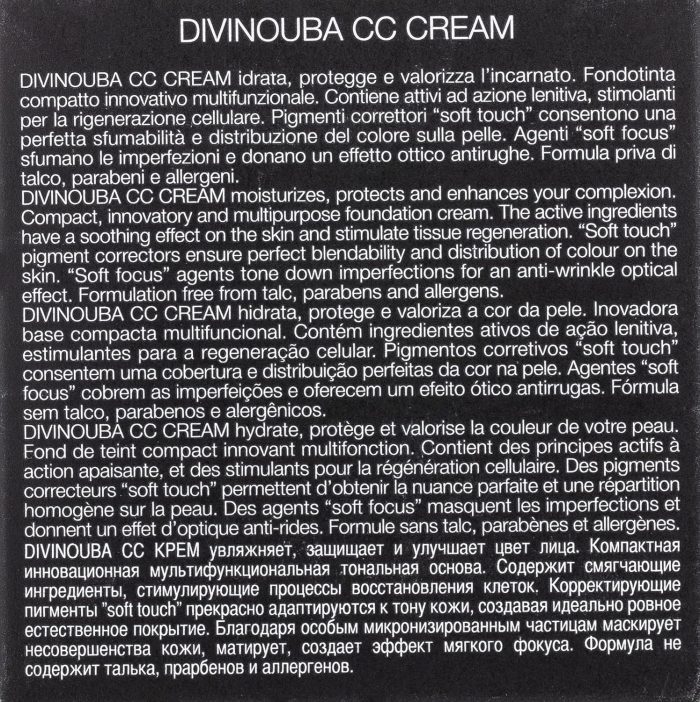 DIVINOUBA CC CREAM
DIVINOUBA CC CREAM idrata, protegge e valorizza l'incarnato. Fondotinta
compatto innovativo multifunzionale. Contiene attivi ad azione lenitiva, stimolanti
per la rigenerazione cellulare. Pigmenti correttori "soft touch" consentono una
perfetta sfumabilità e distribuzione del colore sulla pelle. Agenti "soft focus"
sfumano le imperfezioni e donano un effetto ottico antirughe. Formula priva di
talco, parabeni e allergeni.
DIVINOUBA CC CREAM moisturizes, protects and enhances your complexion.
Compact, innovatory and multipurpose foundation cream. The active ingredients
have a soothing effect on the skin and stimulate tissue regeneration. "Soft touch"
pigment correctors ensure perfect blendability and distribution of colour on the
skin. "Soft focus" agents tone down imperfections for an anti-wrinkle optical
effect. Formulation free from talc, parabens and allergens.
DIVINOUBA CC CREAM hidrata, protege e valoriza a cor da pele. Inovadora
base compacta multifuncional. Contém ingredientes ativos de ação lenitiva,
estimulantes para a regeneração celular. Pigmentos corretivos "soft touch"
consentem uma cobertura e distribuição perfeitas da cor na pele. Agentes "soft
focus" cobrem as imperfeições e oferecem um efeito ótico antirrugas. Fórmula
sem talco, parabenos e alergênicos.
DIVINOUBA CC CREAM hydrate, protège et valorise la couleur de votre peau.
Fond de teint compact innovant multifonction. Contient des principes actifs à
action apaisante, et des stimulants pour la régénération cellulaire. Des pigments
correcteurs "soft touch" permettent d'obtenir la nuance parfaite et une répartition
homogène sur la peau. Des agents "soft focus" masquent les imperfections et
donnent un effet d'optique anti-rides. Formule sans talc, parabènes et allergènes.
DIVINOUBA CC КРЕМ увляжняет, защищает и улучшает цвет лица. Компактная
инновационная мультифункциональная тональная основа. Содержит смягчающие
ингредиенты, стимулирующие процессы восстановления клеток. Корректирующие
пигменты "soft touch" прекрасно адаптируются к тону кожи, создавая идеально ровное
естественное покрытие. Благодаря особым микронизированным частицам маскирует
несовершенства кожи, матирует, создает эффект мягкого фокуса. Формула не
содержит талька, прарбенов и аллергенов.